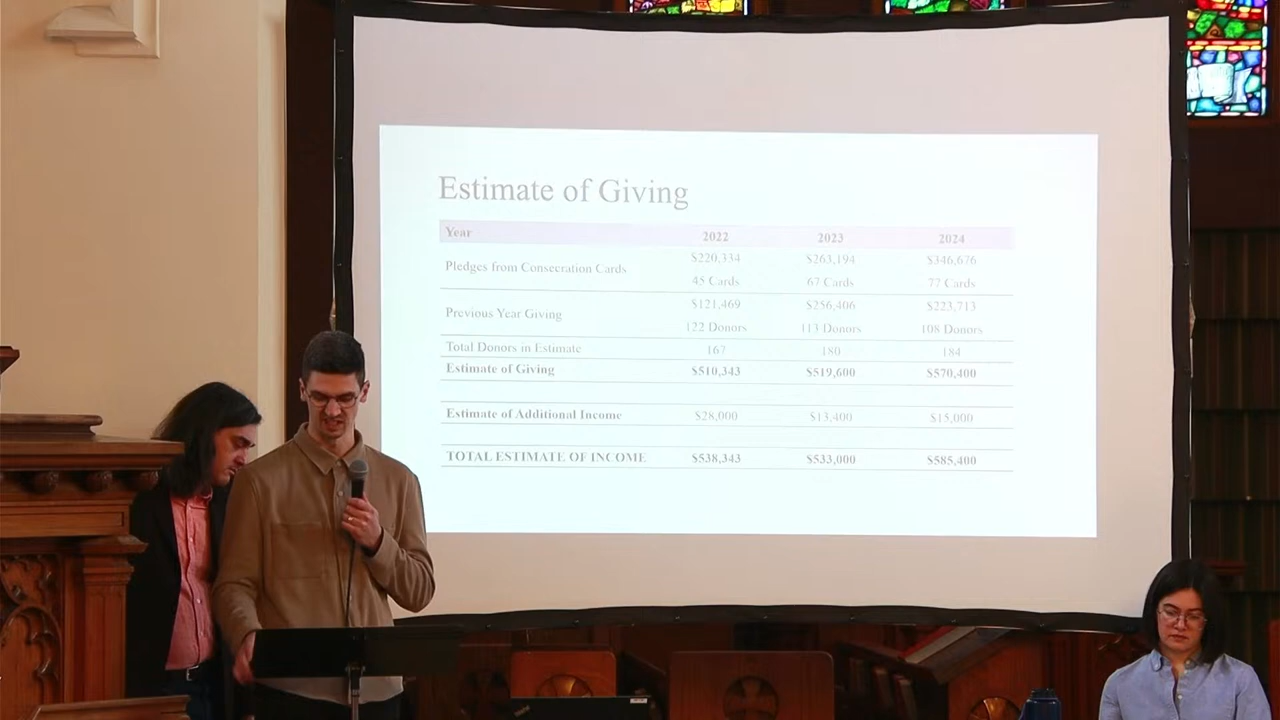 Estimate of Giving
Year 2022 2023 2024
$220,334 $263,194 $346,676
Pledges from Consecration Cards
45 Cards 67 Cards 77 Cards
$121,469 $256,406 $223,713
Previous Year Giving
122 Donors 113 Donors 108 Donors
Total Donors in Estimate 167 180 184
Estimate of Giving $510,343 $519,600 $570,400
Estimate of Additional Income $28,000 $13,400 $15,000
TOTAL ESTIMATE OF INCOME $538,343 $533,000 $585,400